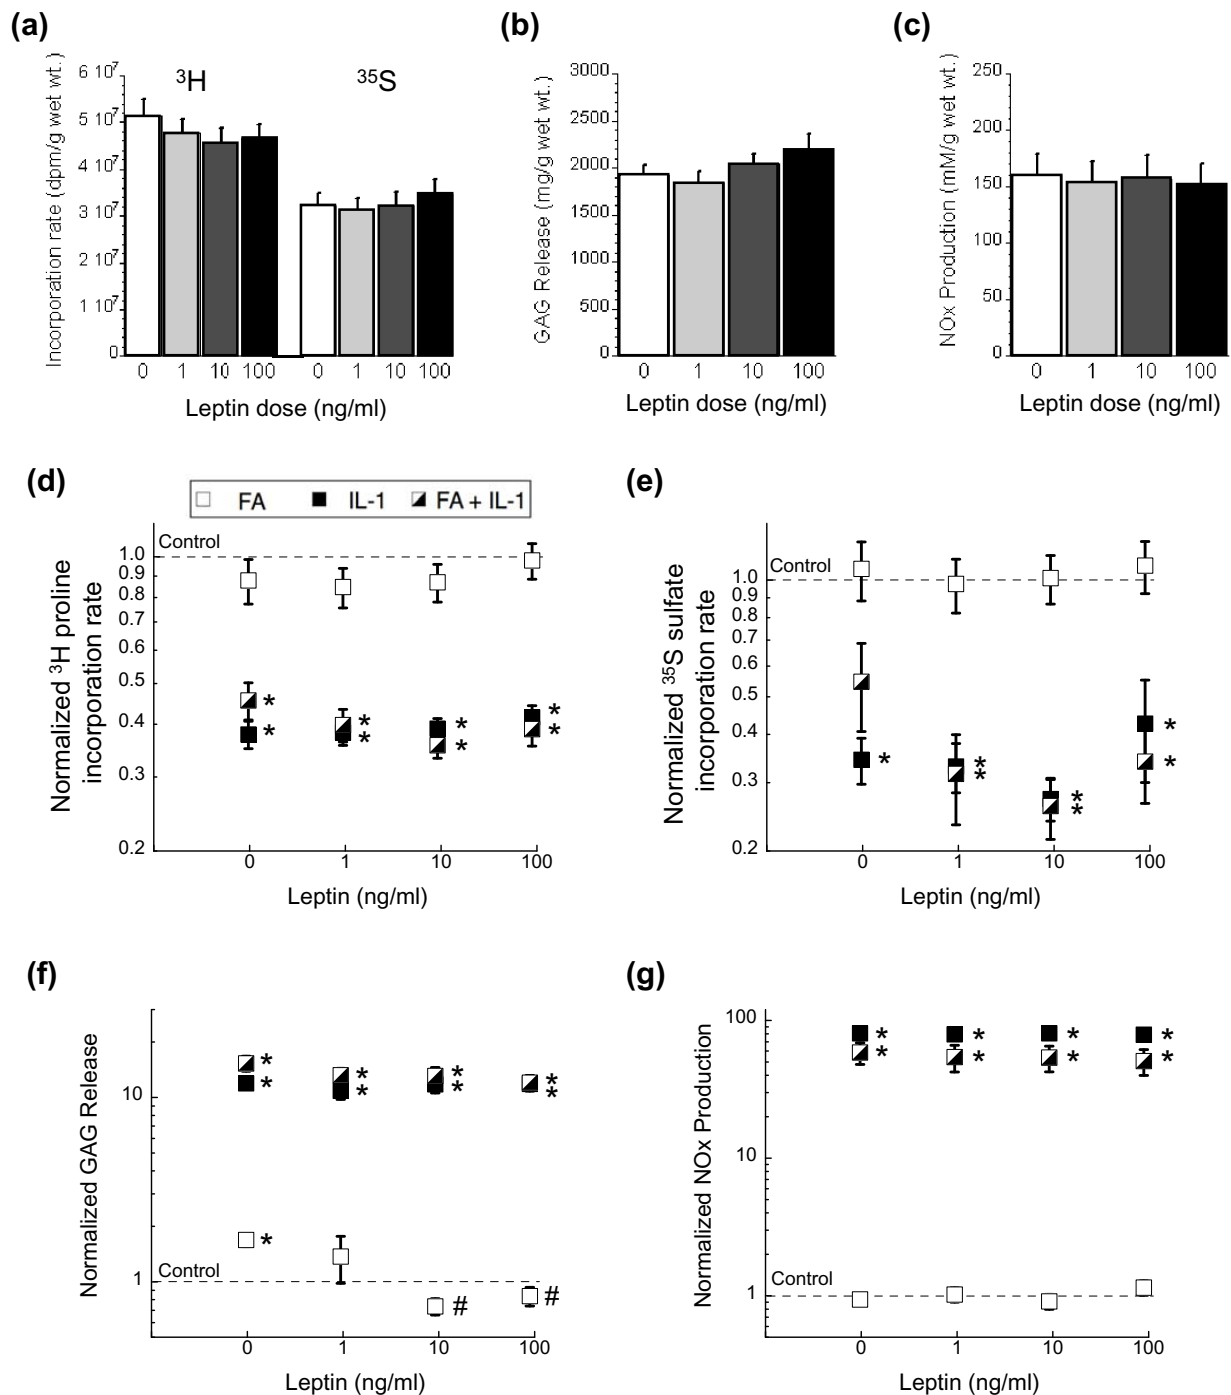 (a)
Incorporation rate (dpm/g wet wt.)
6 10⁷
5 10⁷
4 10⁷
3 10⁷
2 10⁷
1 10⁷
0
³H
³⁵S
0 1 10 100 0 1 10 100
Leptin dose (ng/ml)
(b)
GAG Release (mg/g wet wt.)
3000
2500
2000
1500
1000
500
0
0 1 10 100
Leptin dose (ng/ml)
(c)
NOx Production (mM/g wet wt.)
250
200
150
100
50
0
0 1 10 100
Leptin dose (ng/ml)
(d)
FA IL-1 FA + IL-1
Normalized ³H proline
incorporation rate
Control
1.0
0.9
0.8
0.7
0.6
0.5
0.4
0.3
0.2
* * * * * * * *
0 1 10 100
Leptin (ng/ml)
(e)
Normalized ³⁵S sulfate
incorporation rate
Control
1.0
0.9
0.8
0.7
0.6
0.5
0.4
0.3
0.2
* * * * * * *
0 1 10 100
Leptin (ng/ml)
(f)
Normalized GAG Release
10
1
Control
* * * * * * * *
* # #
0 1 10 100
Leptin (ng/ml)
(g)
Normalized NOx Production
100
10
1
Control
* * * * * * * *
0 1 10 100
Leptin (ng/ml)